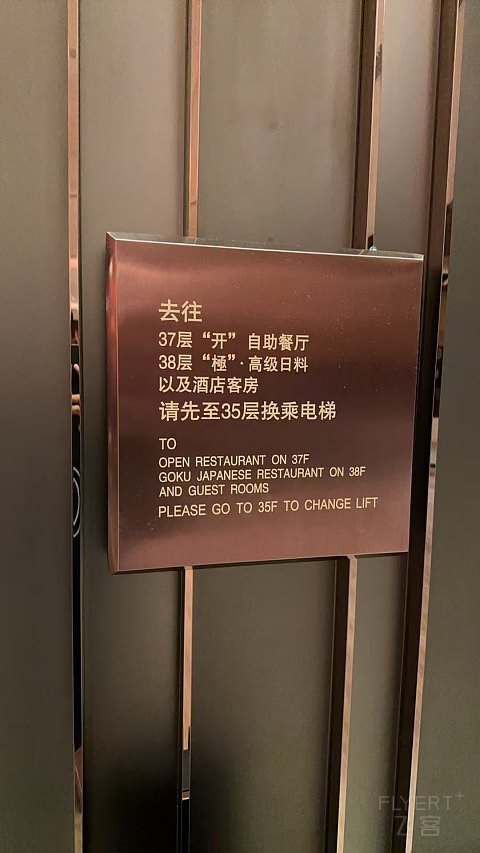 去往
37层“开” 自助餐厅
38层“極”·高级日料
以及酒店客房
请先至35层换乘电梯
TO
OPEN RESTAURANT ON 37F
GOKU JAPANESE RESTAURANT ON 38F
AND GUEST ROOMS
PLEASE GO TO 35F TO CHANGE LIFT
FLYERT+
飞客